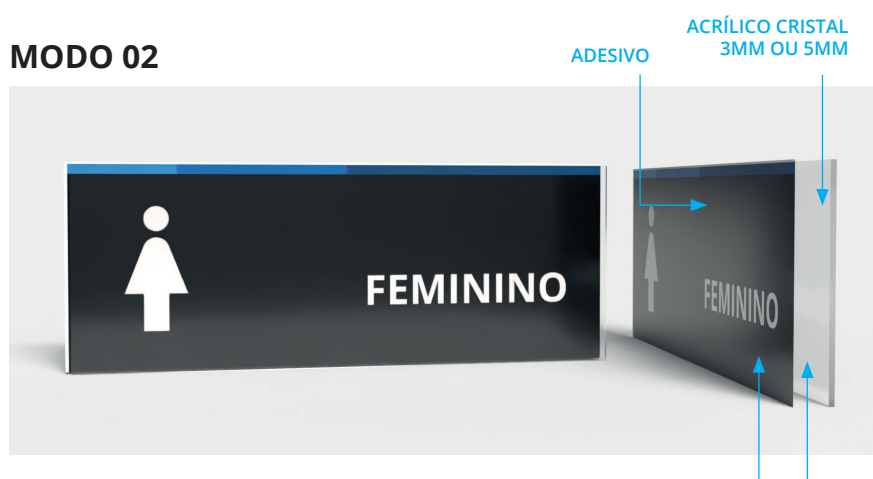 MODO 02
ADESIVO
ACRÍLICO CRISTAL
3MM OU 5MM
FEMININO
FEMININO